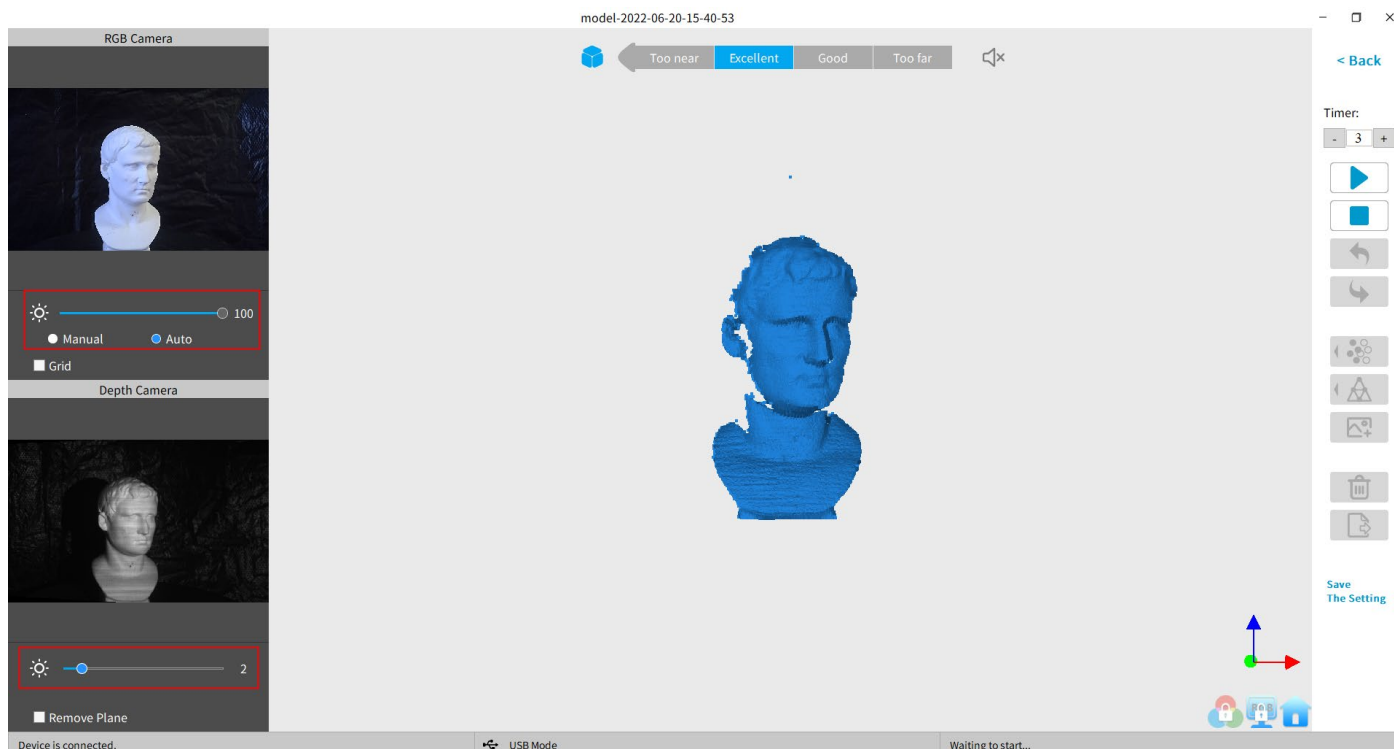 model-2022-06-20-15-40-53
RGB Camera
Too near
Excellent
Good
Too far
< Back
Timer:
- 3 +
100
Manual
Auto
Grid
Depth Camera
2
Remove Plane
Save
The Setting
RGB
Device is connected.
USB Mode
Waiting to start...